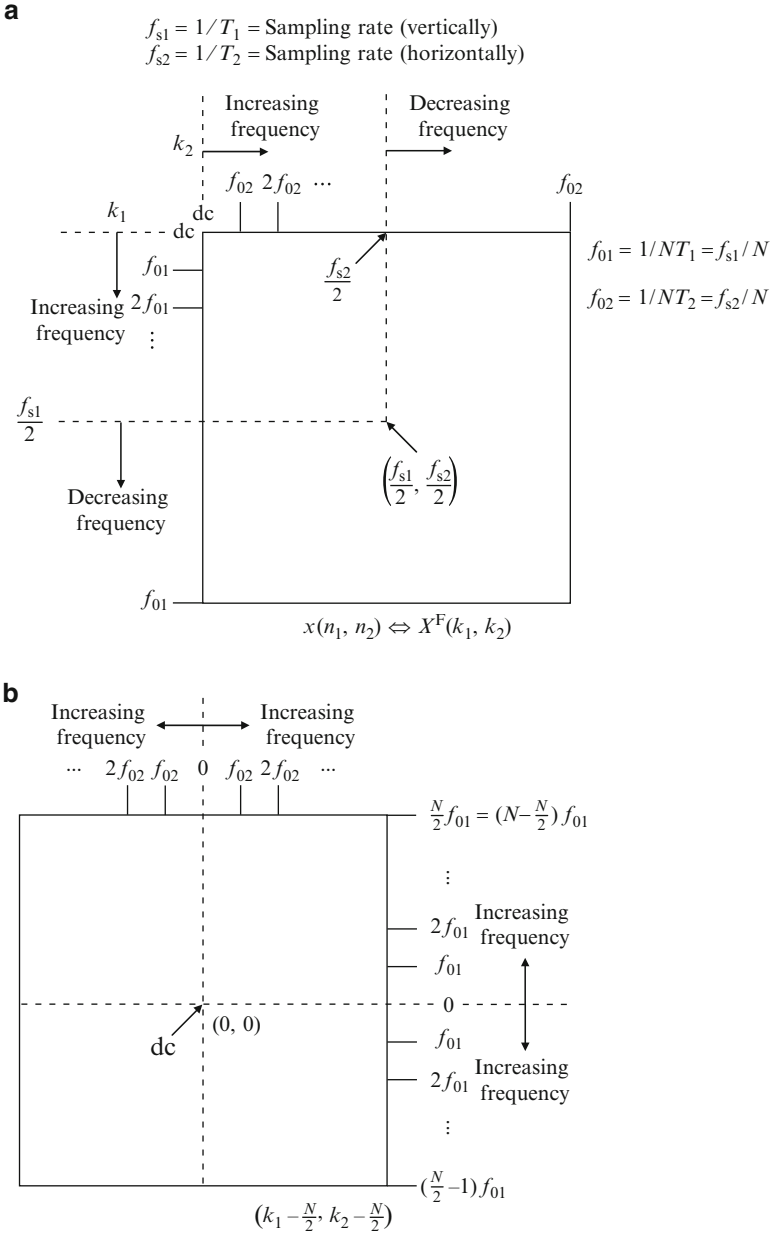 a
f_s1 = 1/T_1 = Sampling rate (vertically)
f_s2 = 1/T_2 = Sampling rate (horizontally)
Increasing frequency
Decreasing frequency
k_2
f_02 2f_02 ...
f_02
k_1
dc
dc
f_01
f_s2/2
f_01 = 1/NT_1 = f_s1/N
Increasing frequency
2f_01
⋮
f_02 = 1/NT_2 = f_s2/N
f_s1/2
(f_s1/2, f_s2/2)
Decreasing frequency
f_01
x(n_1, n_2) ⇔ X^F(k_1, k_2)
b
Increasing frequency
Increasing frequency
... 2f_02 f_02 0 f_02 2f_02 ...
N/2 f_01 = (N–N/2) f_01
⋮
2f_01
Increasing frequency
f_01
0
(0, 0)
dc
f_01
2f_01
Increasing frequency
⋮
(N/2 –1) f_01
(k_1 – N/2, k_2 – N/2)